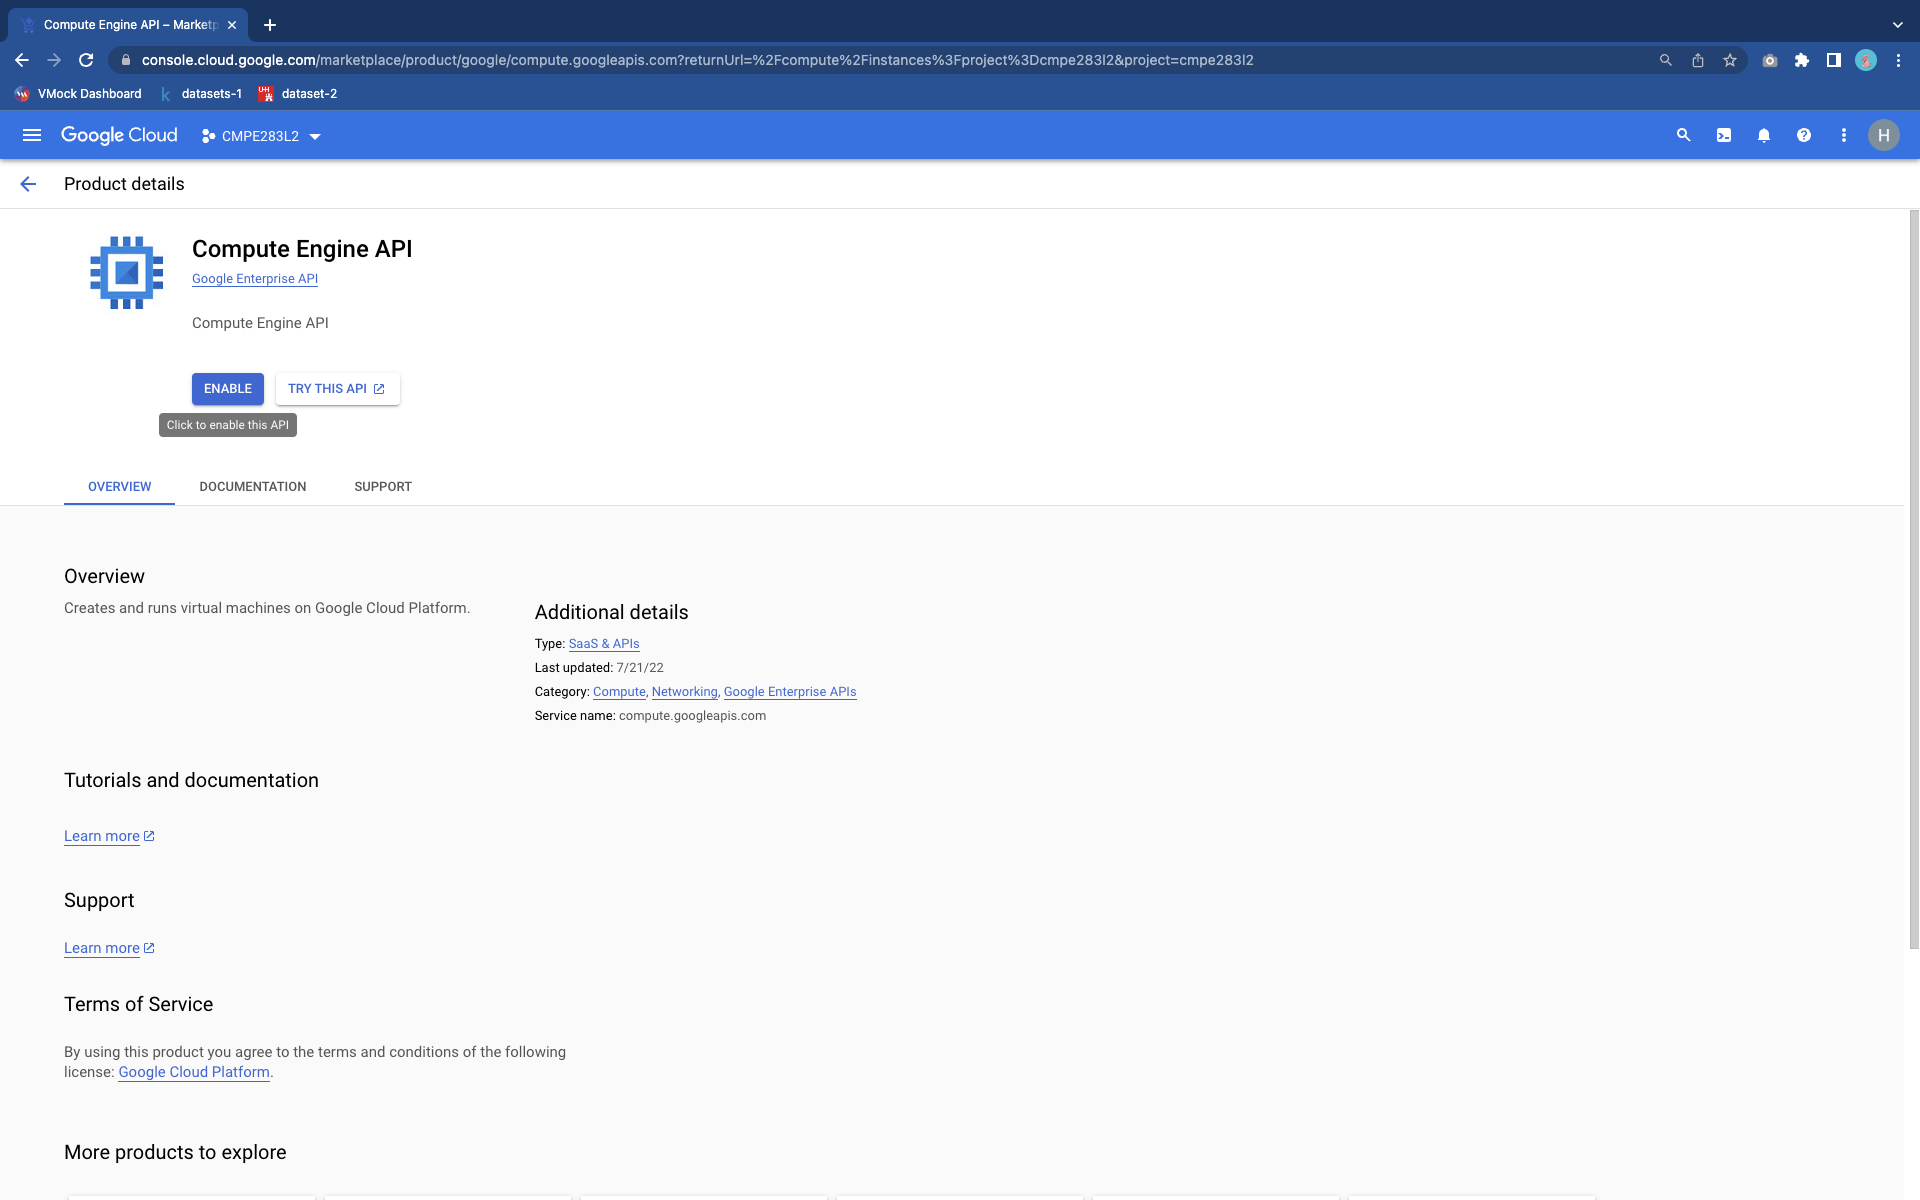 Compute Engine API – Marketp
console.cloud.google.com/marketplace/product/google/compute.googleapis.com?returnUrl=%2Fcompute%2Finstances%3Fproject%3Dcmpe283l2&project=cmpe283l2
VMock Dashboard datasets-1 dataset-2
Google Cloud CMPE283L2 H
Product details
Compute Engine API
Google Enterprise API
Compute Engine API
ENABLE TRY THIS API
Click to enable this API
OVERVIEW DOCUMENTATION SUPPORT
Overview
Creates and runs virtual machines on Google Cloud Platform.
Additional details
Type: SaaS & APIs
Last updated: 7/21/22
Category: Compute, Networking, Google Enterprise APIs
Service name: compute.googleapis.com
Tutorials and documentation
Learn more
Support
Learn more
Terms of Service
By using this product you agree to the terms and conditions of the following
license: Google Cloud Platform.
More products to explore